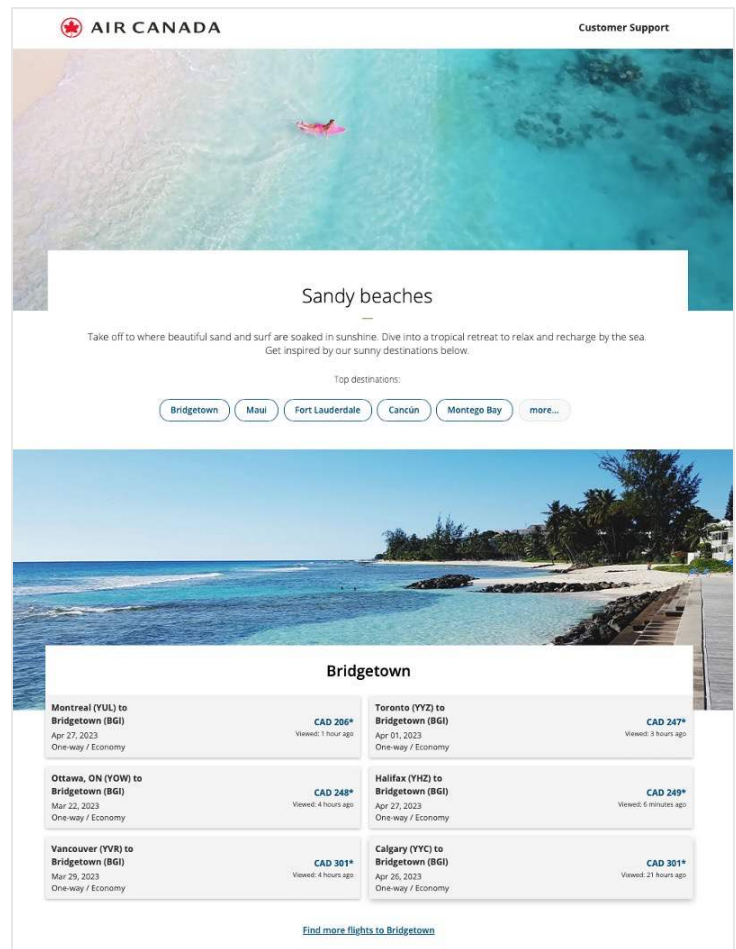 AIR CANADA
Customer Support
Sandy beaches
Take off to where beautiful sand and surf are soaked in sunshine. Dive into a tropical retreat to relax and recharge by the sea.
Get inspired by our sunny destinations below.
Top destinations:
Bridgetown
Maui
Fort Lauderdale
Cancún
Montego Bay
more...
Bridgetown
Montreal (YUL) to
Bridgetown (BGI)
Apr 27, 2023
One-way / Economy
CAD 206*
Viewed: 1 hour ago
Toronto (YYZ) to
Bridgetown (BGI)
Apr 01, 2023
One-way / Economy
CAD 247*
Viewed: 3 hours ago
Ottawa, ON (YOW) to
Bridgetown (BGI)
Mar 22, 2023
One-way / Economy
CAD 248*
Viewed: 4 hours ago
Halifax (YHZ) to
Bridgetown (BGI)
Apr 27, 2023
One-way / Economy
CAD 249*
Viewed: 6 minutes ago
Vancouver (YVR) to
Bridgetown (BGI)
Mar 29, 2023
One-way / Economy
CAD 301*
Viewed: 4 hours ago
Calgary (YYC) to
Bridgetown (BGI)
Apr 26, 2023
One-way / Economy
CAD 301*
Viewed: 21 hours ago
Find more flights to Bridgetown